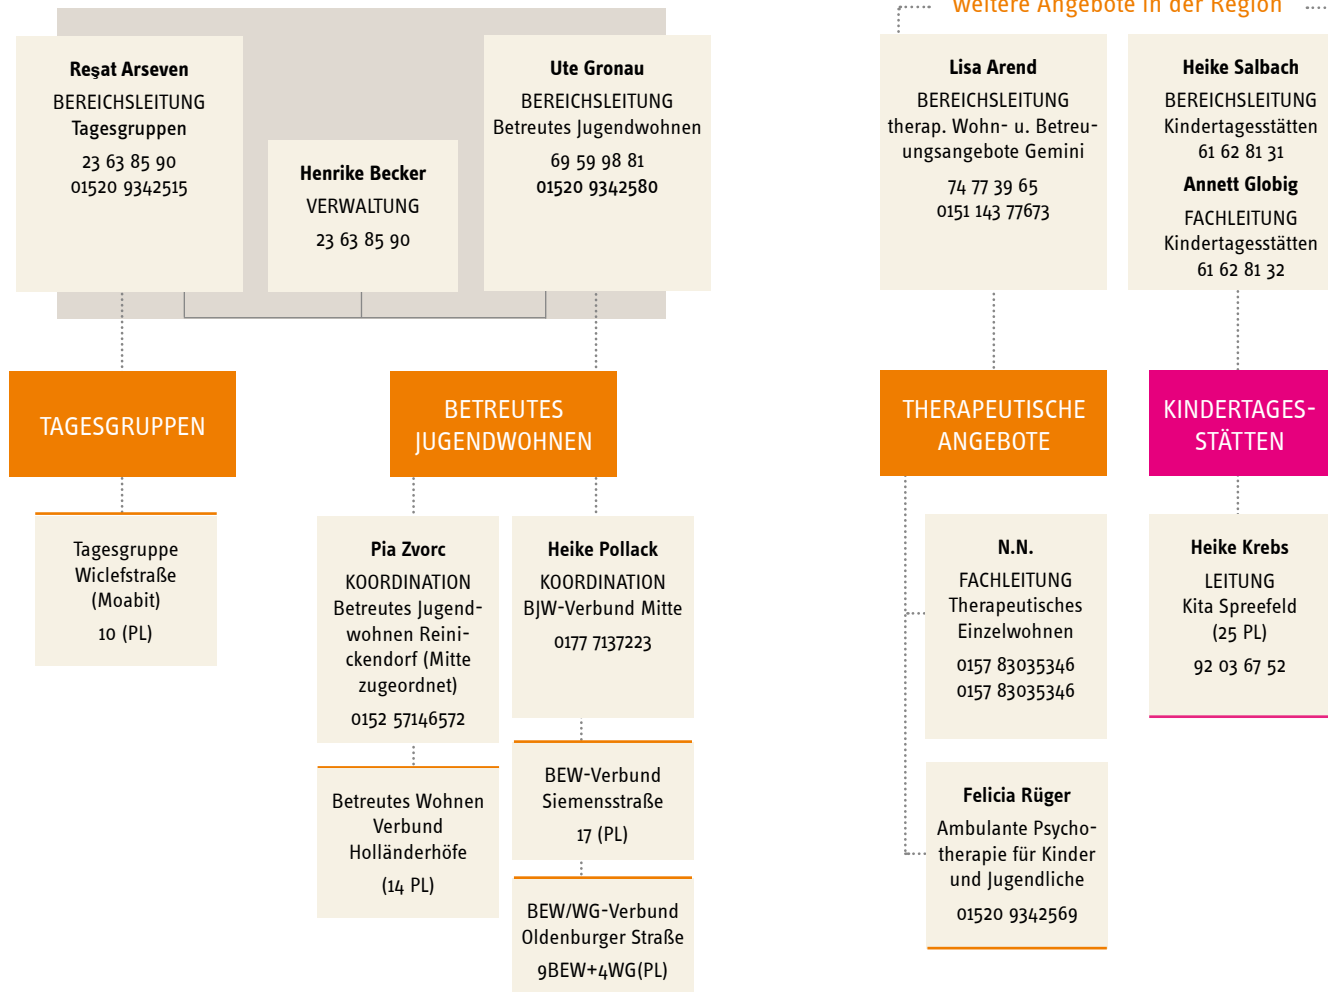 weitere Angebote in der Region
Reşat Arseven
BEREICHSLEITUNG
Tagesgruppen
23 63 85 90
01520 9342515
Henrike Becker
VERWALTUNG
23 63 85 90
Ute Gronau
BEREICHSLEITUNG
Betreutes Jugendwohnen
69 59 98 81
01520 9342580
Lisa Arend
BEREICHSLEITUNG
therap. Wohn- u. Betreu-
ungsangebote Gemini
74 77 39 65
0151 143 77673
Heike Salbach
BEREICHSLEITUNG
Kindertagesstätten
61 62 81 31
Annett Globig
FACHLEITUNG
Kindertagesstätten
61 62 81 32
TAGESGRUPPEN
BETREUTES
JUGENDWOHNEN
THERAPEUTISCHE
ANGEBOTE
KINDERTAGES-
STÄTTEN
Tagesgruppe
Wiclefstraße
(Moabit)
10 (PL)
Pia Zvorc
KOORDINATION
Betreutes Jugend-
wohnen Reini-
ckendorf (Mitte
zugeordnet)
0152 57146572
Betreutes Wohnen
Verbund
Holländerhöfe
(14 PL)
Heike Pollack
KOORDINATION
BJW-Verbund Mitte
0177 7137223
BEW-Verbund
Siemensstraße
17 (PL)
BEW/WG-Verbund
Oldenburger Straße
9BEW+4WG(PL)
N.N.
FACHLEITUNG
Therapeutisches
Einzelwohnen
0157 83035346
0157 83035346
Felicia Rüger
Ambulante Psycho-
therapie für Kinder
und Jugendliche
01520 9342569
Heike Krebs
LEITUNG
Kita Spreefeld
(25 PL)
92 03 67 52